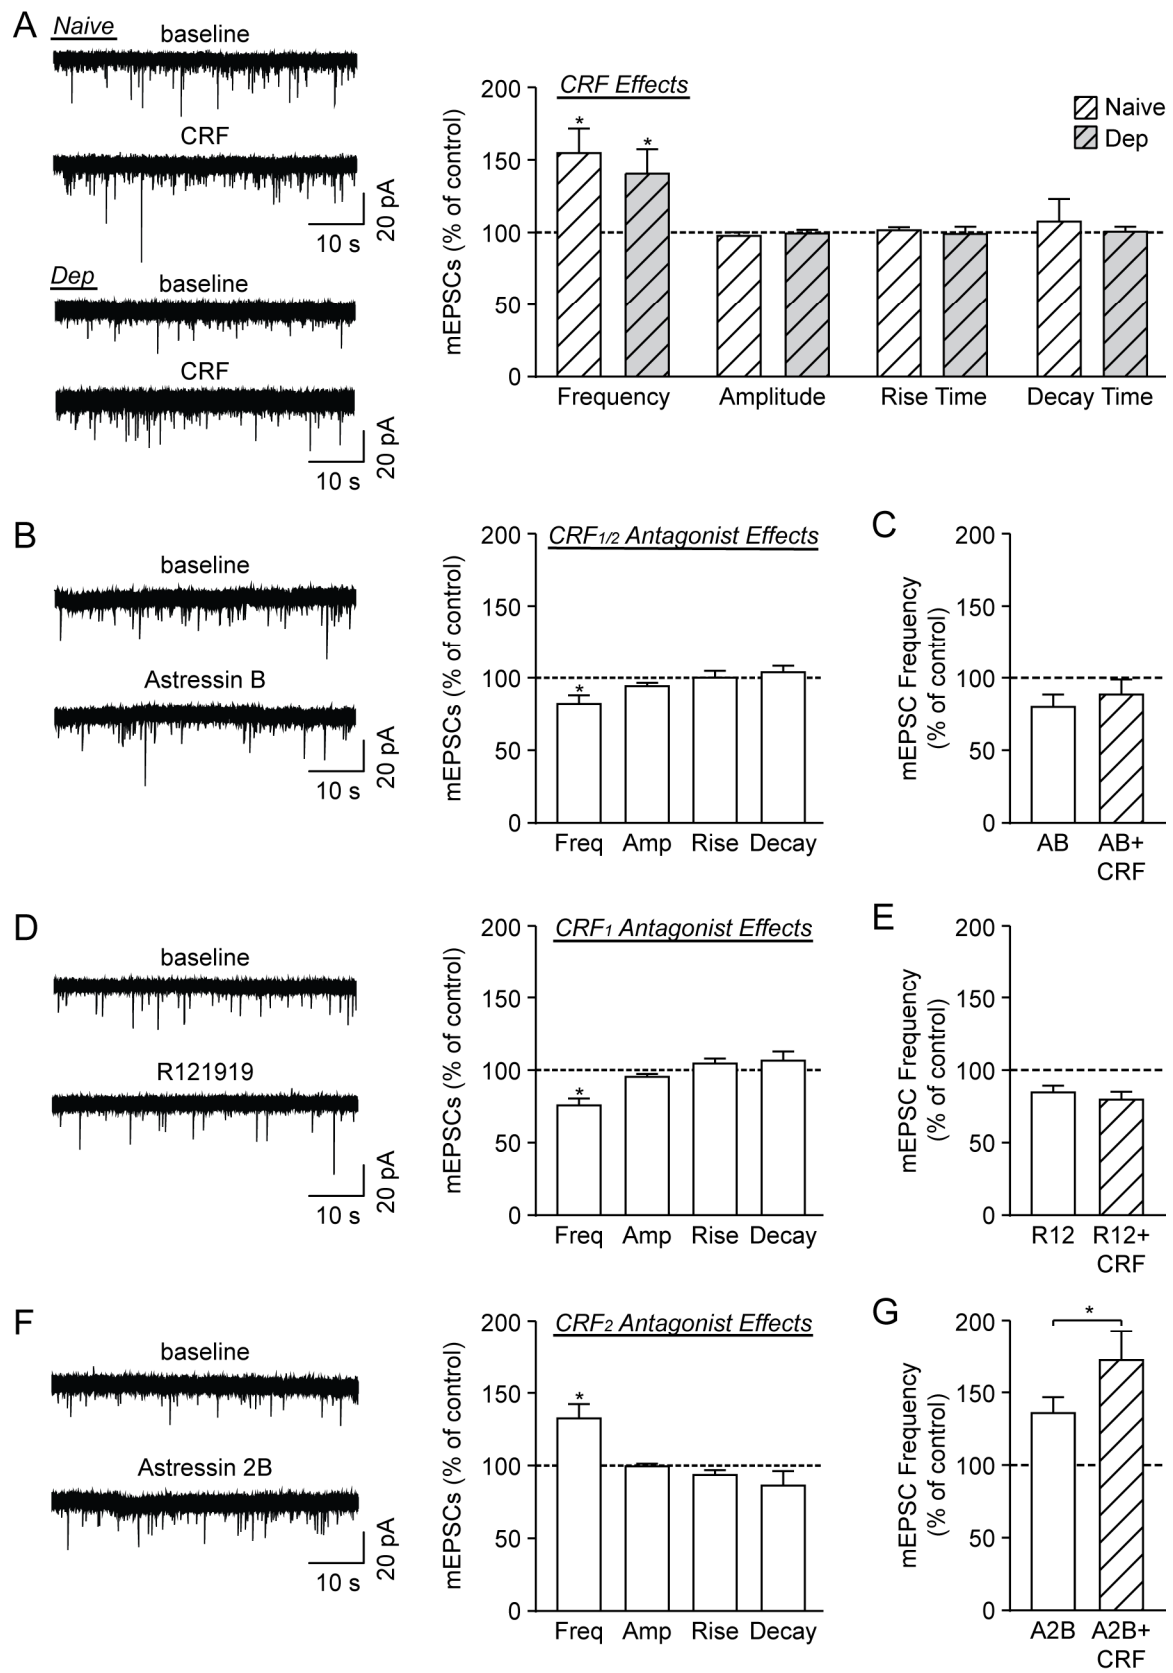 A
Naive
baseline
CRF
20 pA
10 s
Dep
baseline
CRF
20 pA
10 s
mEPSCs (% of control)
200
150
100
50
0
CRF Effects
*
*
Naive
Dep
Frequency
Amplitude
Rise Time
Decay Time
B
baseline
Astressin B
20 pA
10 s
mEPSCs (% of control)
200
150
100
50
0
CRF1/2 Antagonist Effects
*
Freq
Amp
Rise
Decay
C
mEPSC Frequency
(% of control)
200
150
100
50
0
AB
AB+
CRF
D
baseline
R121919
20 pA
10 s
mEPSCs (% of control)
200
150
100
50
0
CRF1 Antagonist Effects
*
Freq
Amp
Rise
Decay
E
mEPSC Frequency
(% of control)
200
150
100
50
0
R12
R12+
CRF
F
baseline
Astressin 2B
20 pA
10 s
mEPSCs (% of control)
200
150
100
50
0
CRF2 Antagonist Effects
*
Freq
Amp
Rise
Decay
G
mEPSC Frequency
(% of control)
200
150
100
50
0
*
A2B
A2B+
CRF